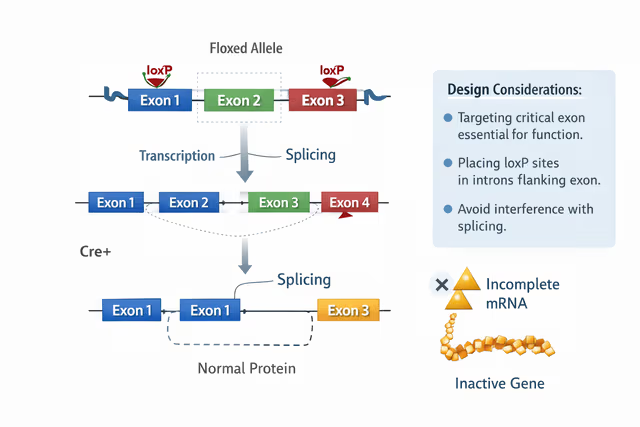 Floxed Allele
loxP
loxP
Exon 1
Exon 2
Exon 3
Transcription
Splicing
Exon 1
Exon 2
Exon 3
Exon 4
Cre+
Splicing
Exon 1
Exon 1
Exon 3
Normal Protein
Design Considerations:
Targeting critical exon
essential for function.
Placing loxP sites
in introns flanking exon.
Avoid interference with
splicing.
Incomplete
mRNA
Inactive Gene